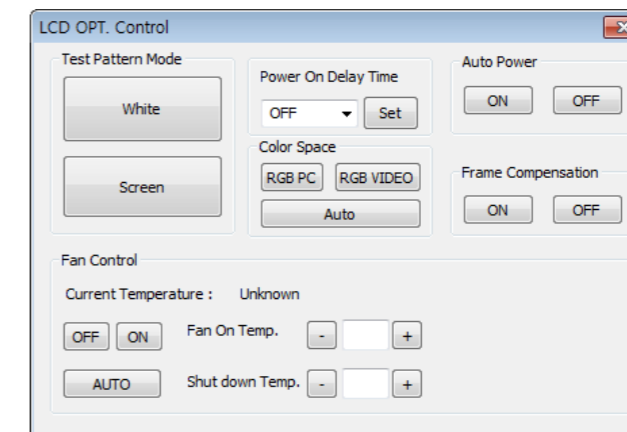 LCD OPT. Control
Test Pattern Mode
White
Screen
Power On Delay Time
OFF Set
Color Space
RGB PC RGB VIDEO
Auto
Auto Power
ON OFF
Frame Compensation
ON OFF
Fan Control
Current Temperature : Unknown
OFF ON Fan On Temp. - +
AUTO Shut down Temp. - +